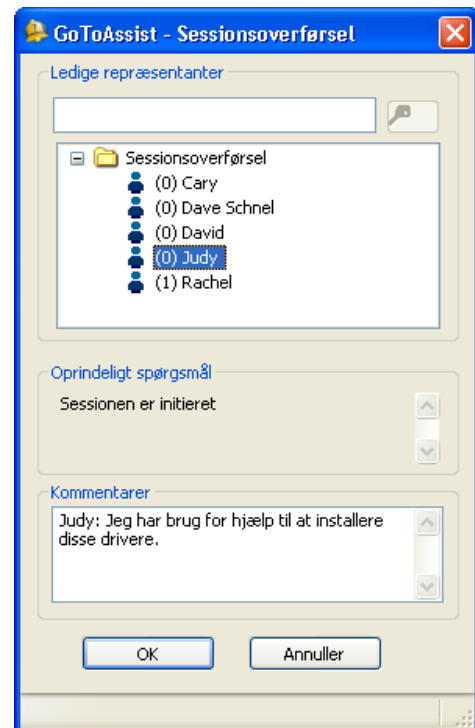 GoToAssist - Sessionsoverførsel
Ledige repræsentanter
Sessionsoverførsel
(0) Cary
(0) Dave Schnel
(0) David
(0) Judy
(1) Rachel
Oprindeligt spørgsmål
Sessionen er initieret
Kommentarer
Judy: Jeg har brug for hjælp til at installere
disse drivere.
OK
Annuller